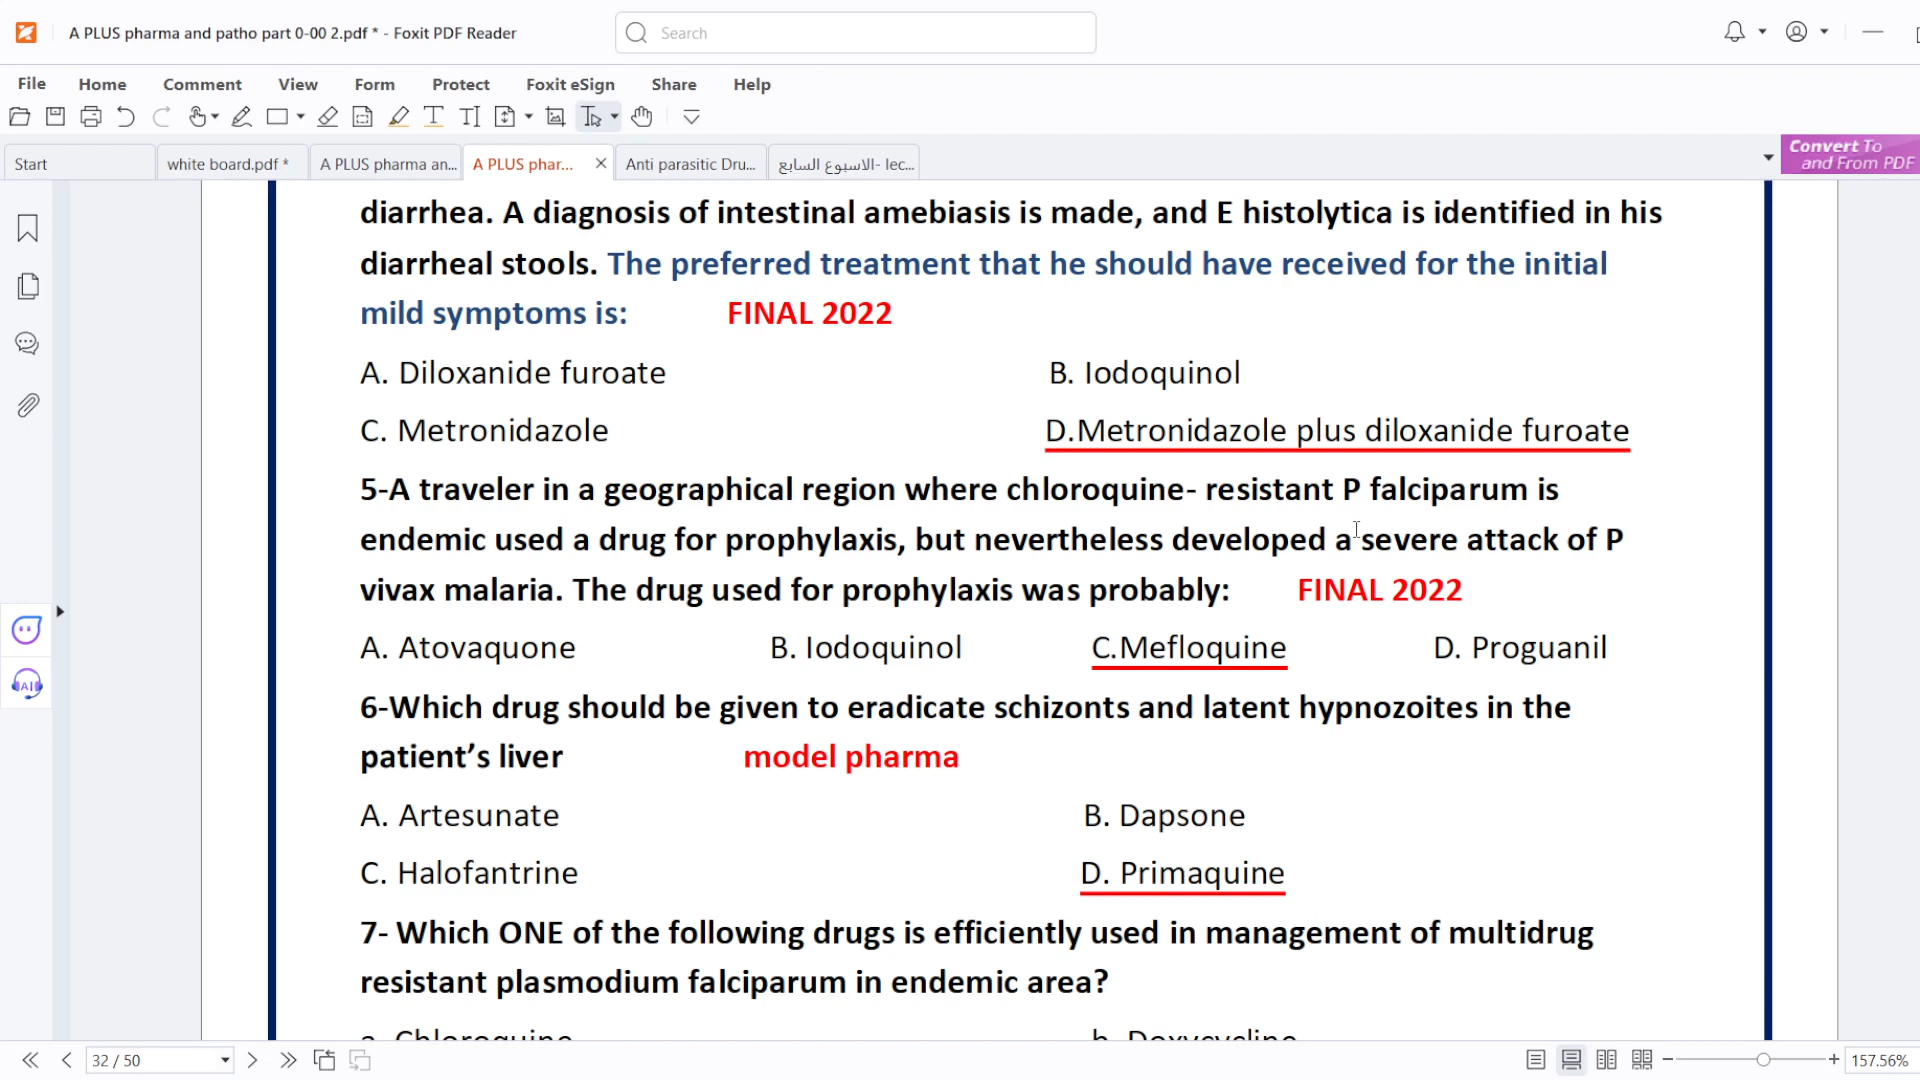 A PLUS pharma and patho part 0-00 2.pdf * - Foxit PDF Reader
Search
File Home Comment View Form Protect Foxit eSign Share Help
Start white board.pdf * A PLUS pharma an... A PLUS phar... Anti parasitic Dru... الاسبوع السابع- lec...
Convert To
and From PDF
diarrhea. A diagnosis of intestinal amebiasis is made, and E histolytica is identified in his
diarrheal stools. The preferred treatment that he should have received for the initial
mild symptoms is: FINAL 2022
A. Diloxanide furoate B. Iodoquinol
C. Metronidazole D.Metronidazole plus diloxanide furoate
5-A traveler in a geographical region where chloroquine- resistant P falciparum is
endemic used a drug for prophylaxis, but nevertheless developed a severe attack of P
vivax malaria. The drug used for prophylaxis was probably: FINAL 2022
A. Atovaquone B. Iodoquinol C.Mefloquine D. Proguanil
6-Which drug should be given to eradicate schizonts and latent hypnozoites in the
patient’s liver model pharma
A. Artesunate B. Dapsone
C. Halofantrine D. Primaquine
7- Which ONE of the following drugs is efficiently used in management of multidrug
resistant plasmodium falciparum in endemic area?
a. Chloroquine b. Doxycycline
AI
32 / 50 157.56%